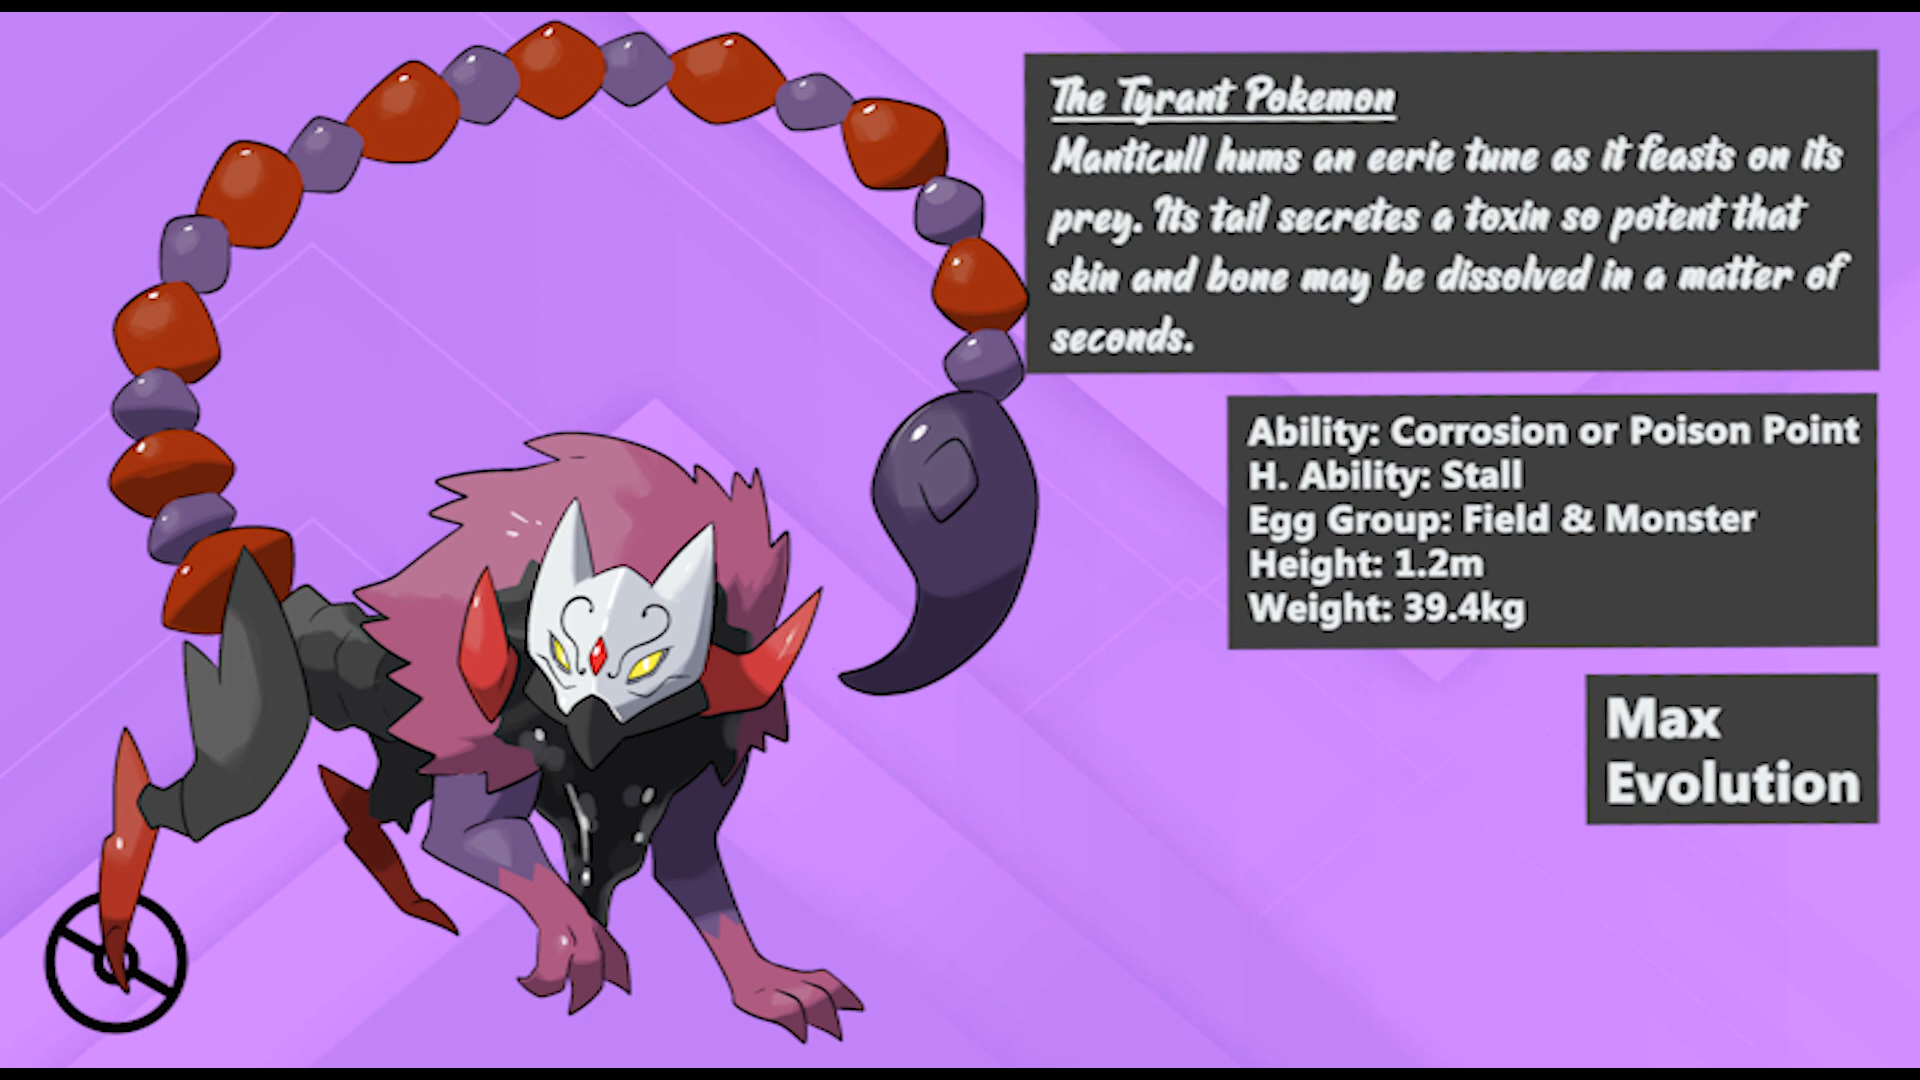 The Tyrant Pokemon
Manticull hums an eerie tune as it feasts on its
prey. Its tail secretes a toxin so potent that
skin and bone may be dissolved in a matter of
seconds.
Ability: Corrosion or Poison Point
H. Ability: Stall
Egg Group: Field & Monster
Height: 1.2m
Weight: 39.4kg
Max
Evolution